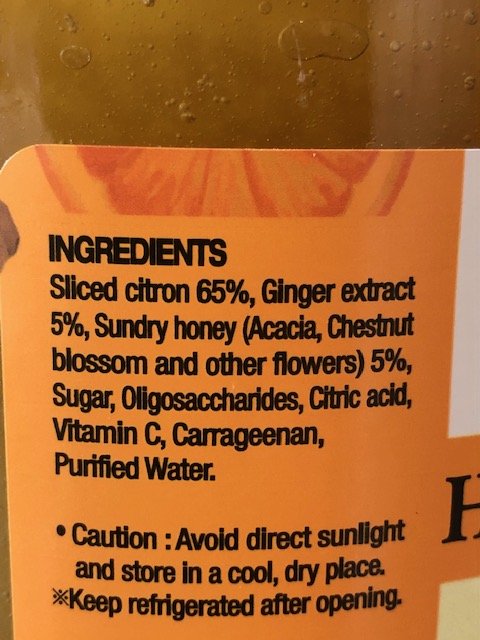 INGREDIENTS
Sliced citron 65%, Ginger extract
5%, Sundry honey (Acacia, Chestnut
blossom and other flowers) 5%,
Sugar, Oligosaccharides, Citric acid,
Vitamin C, Carrageenan,
Purified Water.
• Caution : Avoid direct sunlight
and store in a cool, dry place.
※Keep refrigerated after opening.
H